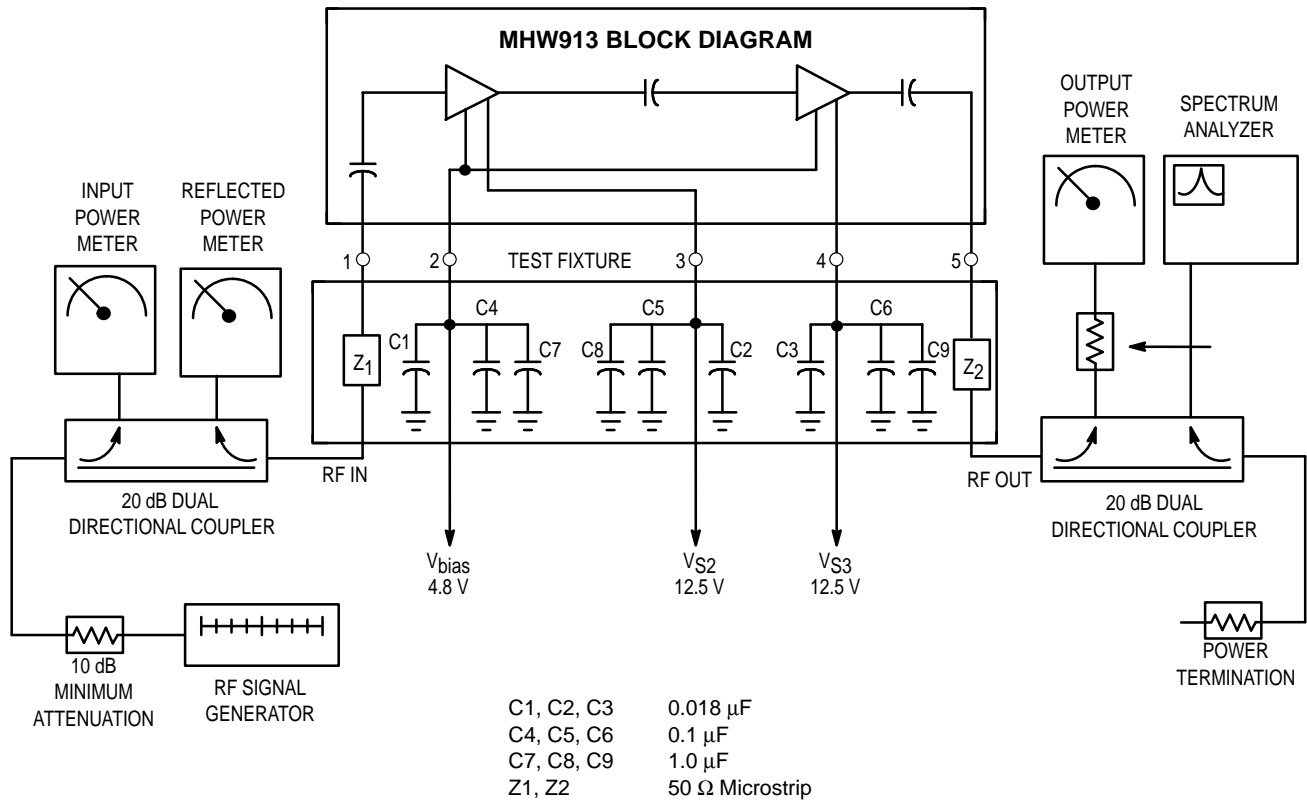 MHW913 BLOCK DIAGRAM
OUTPUT
POWER
METER
SPECTRUM
ANALYZER
INPUT
POWER
METER
REFLECTED
POWER
METER
1
2
TEST FIXTURE
3
4
5
C4
C5
C6
C1
C7
C8
C2
C3
C9
Z1
Z2
RF IN
RF OUT
20 dB DUAL
DIRECTIONAL COUPLER
20 dB DUAL
DIRECTIONAL COUPLER
Vbias
4.8 V
VS2
12.5 V
VS3
12.5 V
10 dB
MINIMUM
ATTENUATION
RF SIGNAL
GENERATOR
POWER
TERMINATION
C1, C2, C3 0.018 μF
C4, C5, C6 0.1 μF
C7, C8, C9 1.0 μF
Z1, Z2 50 Ω Microstrip